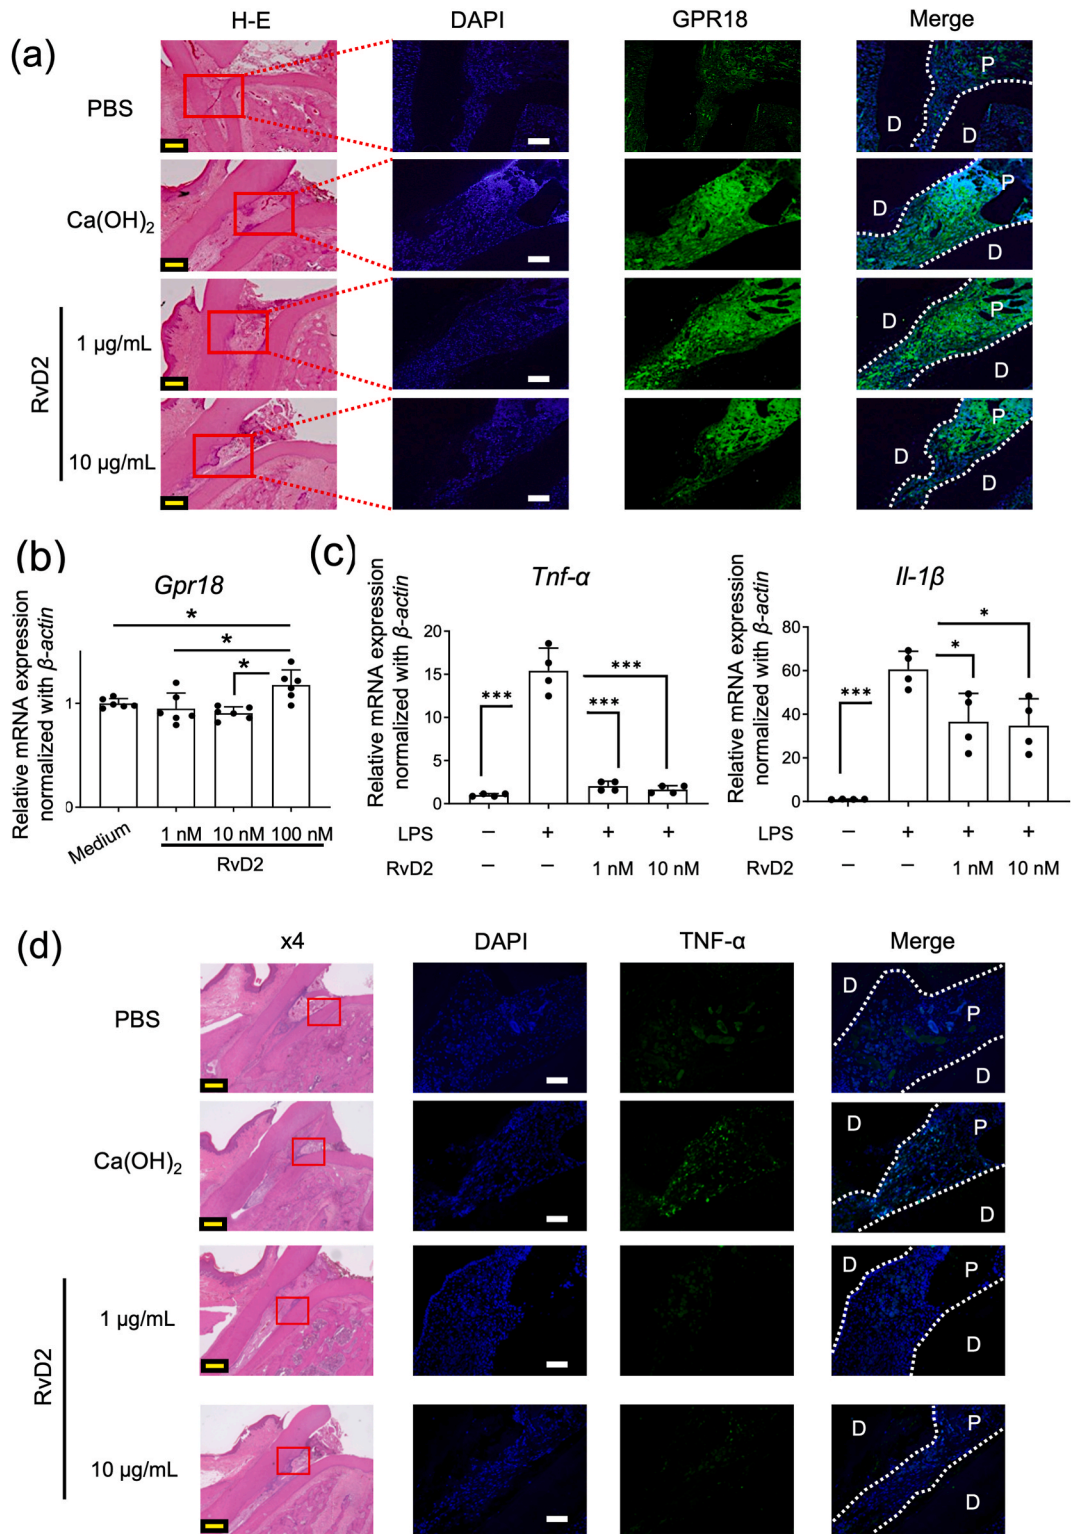 (a)
H-E DAPI GPR18 Merge
PBS
P
D
D
Ca(OH)₂
P
D
D
RvD2
1 µg/mL
P
D
D
10 µg/mL
P
D
D
(b)
Gpr18
Relative mRNA expression
normalized with β-actin
*
*
*
1
0
Medium
1 nM 10 nM 100 nM
RvD2
(c)
Tnf-α
Relative mRNA expression
normalized with β-actin
20
15
10
5
0
***
***
***
LPS – + + +
RvD2 – – 1 nM 10 nM
Il-1β
Relative mRNA expression
normalized with β-actin
80
60
40
20
0
***
*
*
LPS – + + +
RvD2 – – 1 nM 10 nM
(d)
x4 DAPI TNF-α Merge
PBS
D
P
D
Ca(OH)₂
D
P
D
RvD2
1 µg/mL
D
P
D
10 µg/mL
D
P
D